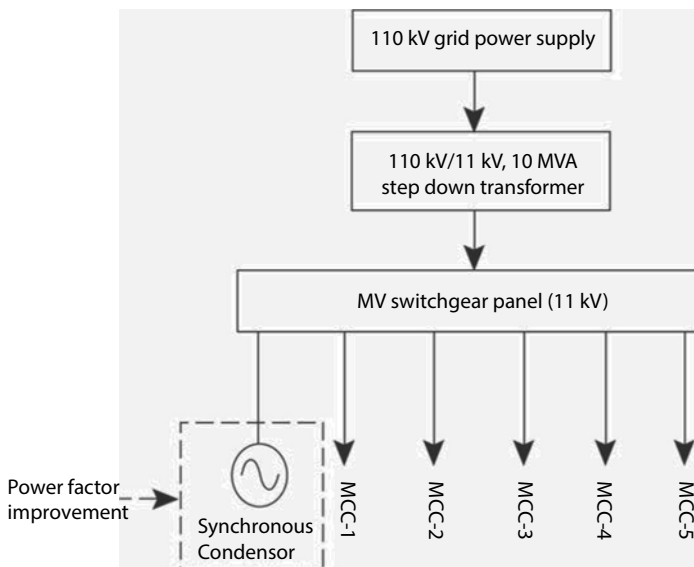 110 kV grid power supply
110 kV/11 kV, 10 MVA
step down transformer
MV switchgear panel (11 kV)
Power factor
improvement
Synchronous
Condensor
MCC-1
MCC-2
MCC-3
MCC-4
MCC-5